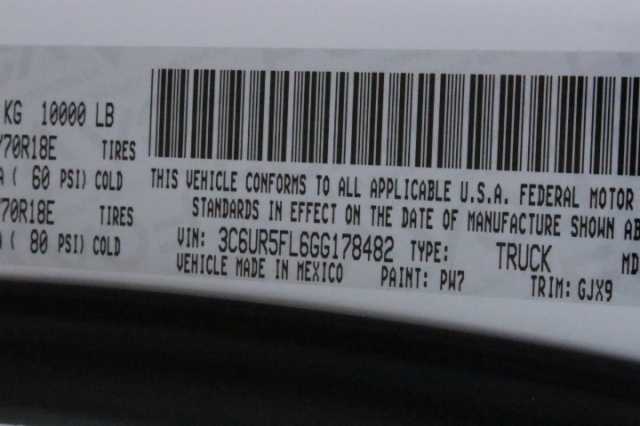 KG 10000 LB
70R18E TIRES
( 60 PSI) COLD
70R18E TIRES
( 80 PSI) COLD
THIS VEHICLE CONFORMS TO ALL APPLICABLE U.S.A. FEDERAL MOTOR
STANDARDS IN EFFECT ON THE DATE OF MANUFACTURE SHOWN AB
VIN: 3C6UR5FL6GG178482 TYPE: TRUCK MD
VEHICLE MADE IN MEXICO PAINT: PW7 TRIM: GJX9